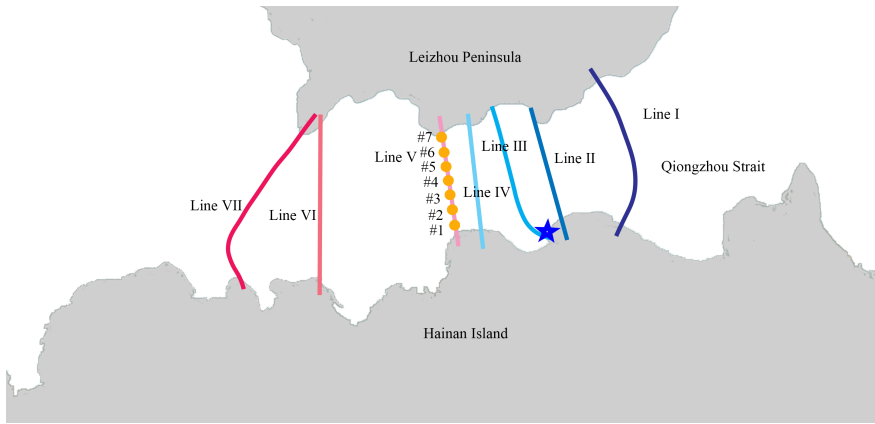 Leizhou Peninsula
Line I
#7
Line III
#6
Line V
Line II
#5
Qiongzhou Strait
#4
Line IV
#3
Line VII
Line VI
#2
#1
Hainan Island